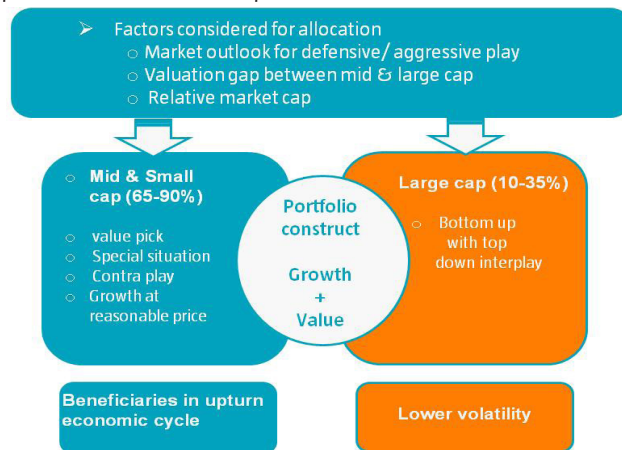 ➢ Factors considered for allocation
○ Market outlook for defensive/ aggressive play
○ Valuation gap between mid & large cap
○ Relative market cap
○ Mid & Small
cap (65-90%)
○ value pick
○ Special situation
○ Contra play
○ Growth at
reasonable price
Portfolio
construct
Growth
+
Value
Large cap (10-35%)
○ Bottom up
with top
down interplay
Beneficiaries in upturn
economic cycle
Lower volatility